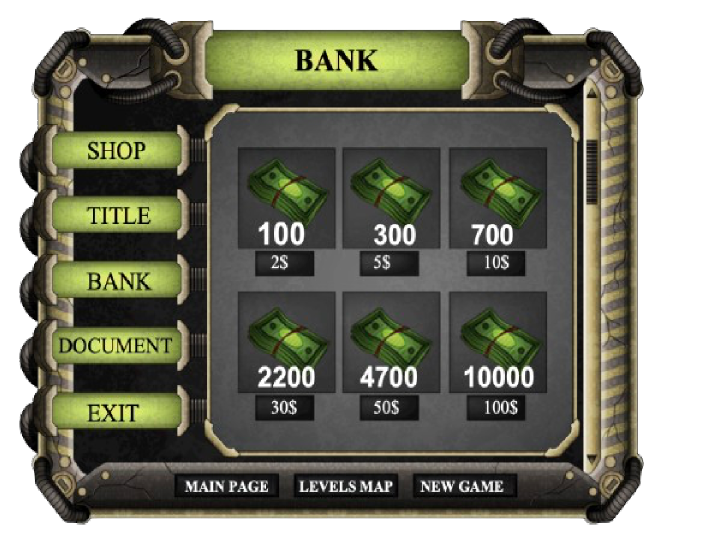 BANK
SHOP
TITLE
BANK
DOCUMENT
EXIT
100 300 700
2$ 5$ 10$
2200 4700 10000
30$ 50$ 100$
MAIN PAGE LEVELS MAP NEW GAME